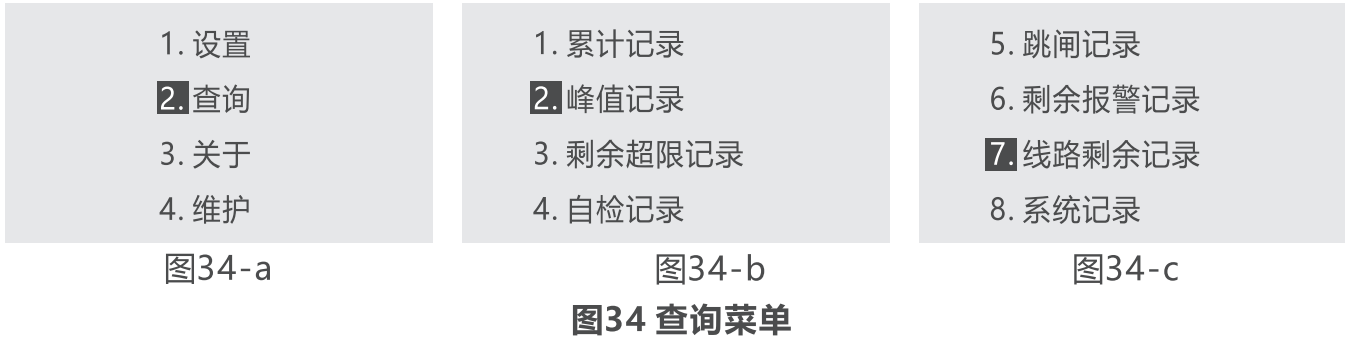 1. 设置
2. 查询
3. 关于
4. 维护
图34-a
1. 累计记录
2. 峰值记录
3. 剩余超限记录
4. 自检记录
图34-b
5. 跳闸记录
6. 剩余报警记录
7. 线路剩余记录
8. 系统记录
图34-c
图34 查询菜单